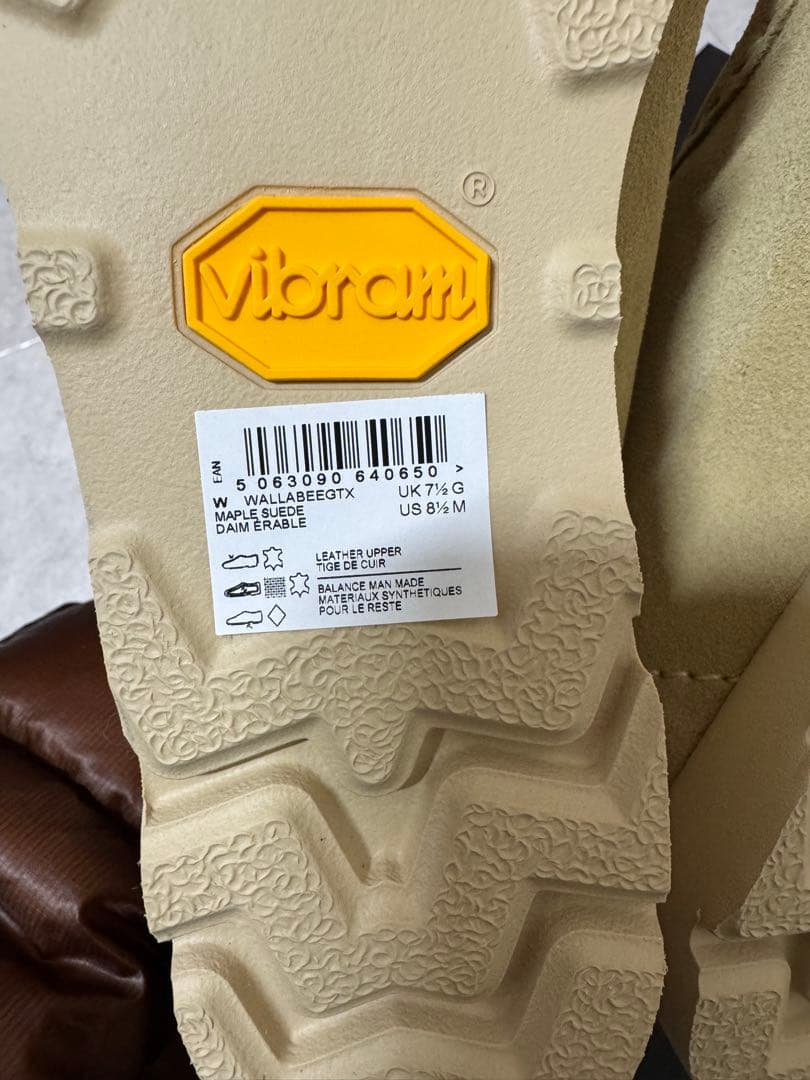 ®
vibram
EAN
5 063090 640650 >
W WALLABEEGTX UK 7½ G
MAPLE SUEDE US 8½ M
DAIM ÉRABLE
LEATHER UPPER
TIGE DE CUIR
BALANCE MAN MADE
MATERIAUX SYNTHETIQUES
POUR LE RESTE